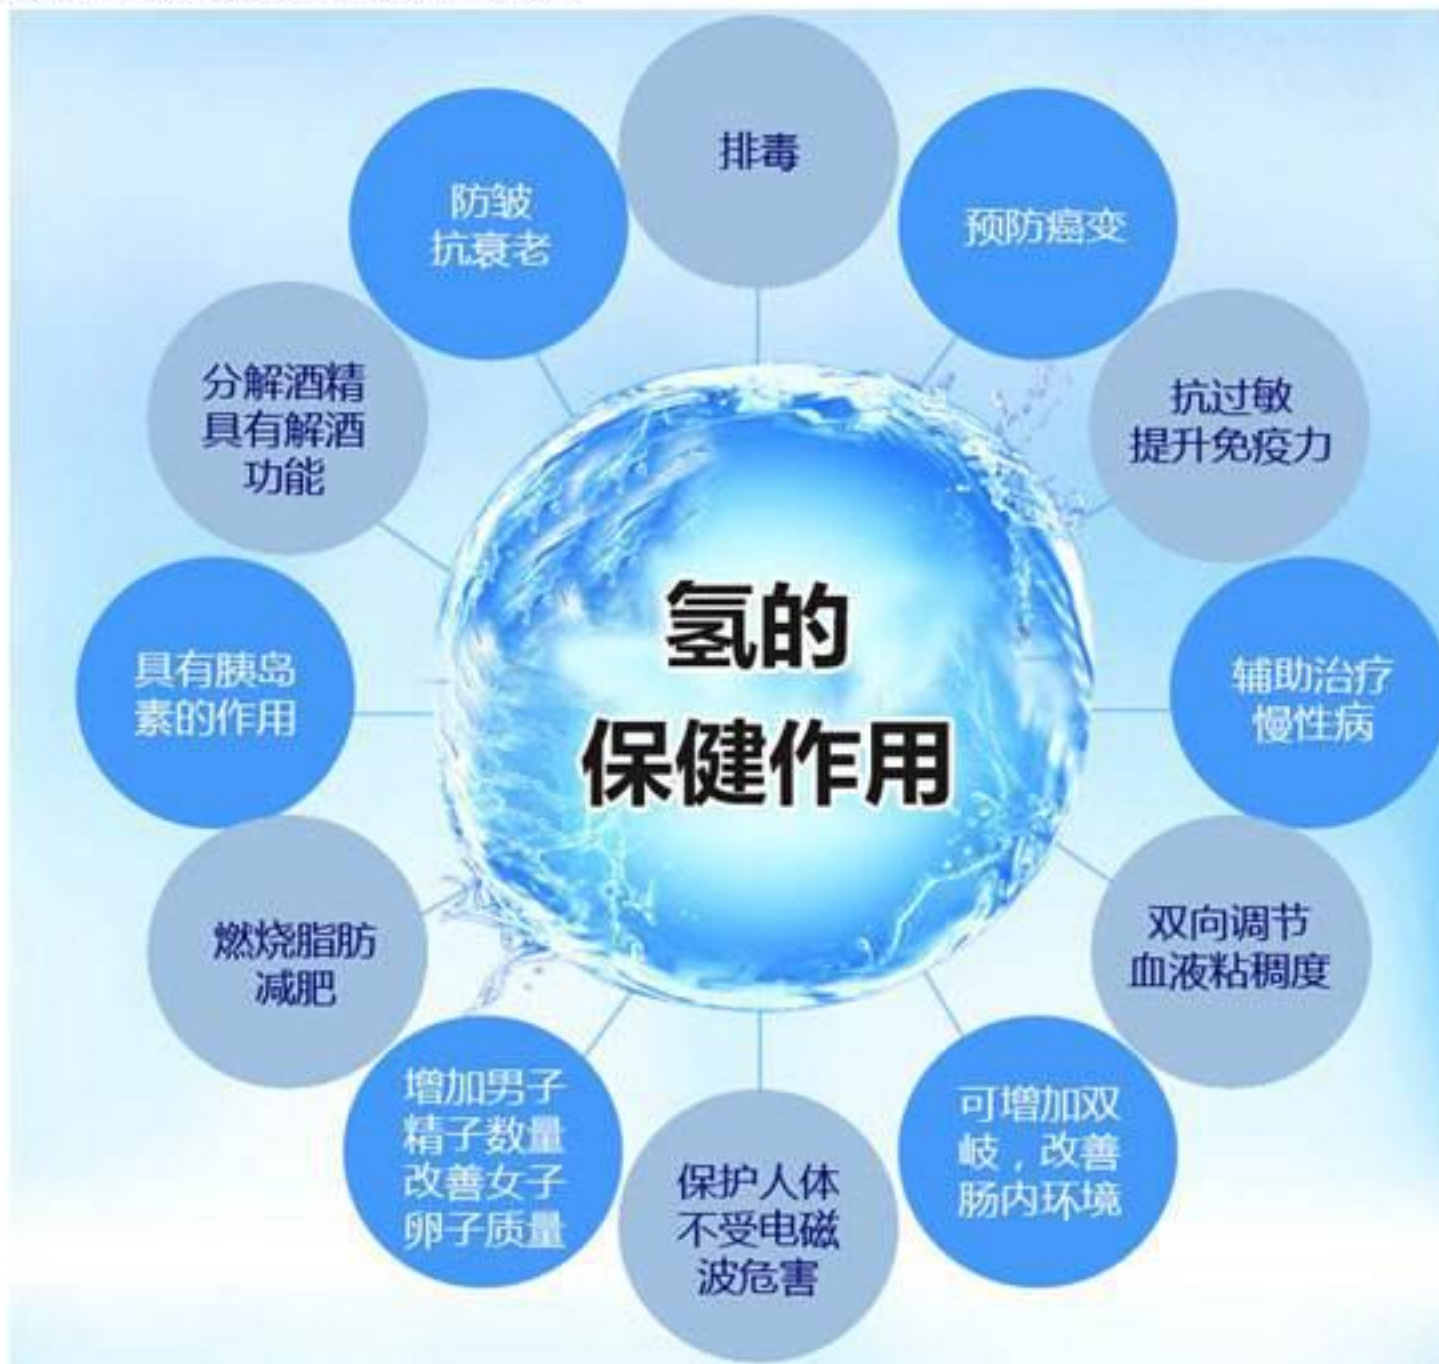 氢的
保健作用
排毒
预防癌变
抗过敏
提升免疫力
辅助治疗
慢性病
双向调节
血液粘稠度
可增加双
岐，改善
肠内环境
保护人体
不受电磁
波危害
增加男子
精子数量
改善女子
卵子质量
燃烧脂肪
减肥
具有胰岛
素的作用
分解酒精
具有解酒
功能
防皱
抗衰老